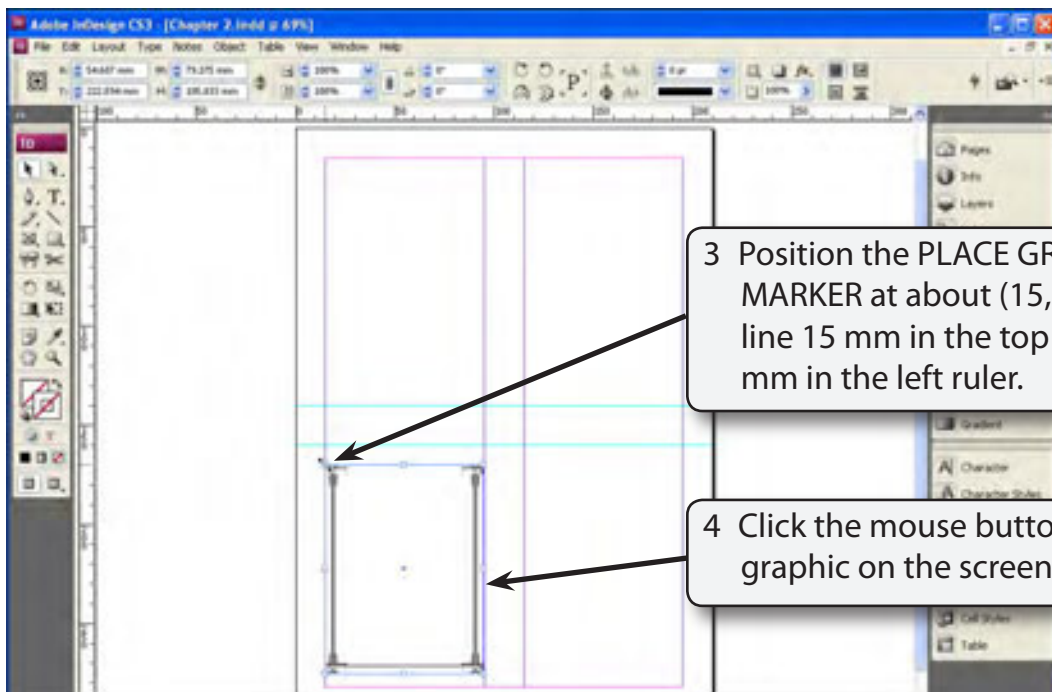 Adobe InDesign CS3 - [Chapter 2.indd @ 69%]
File Edit Layout Type Notes Object Table View Window Help
100%
100%
Pages
Info
Layers
3 Position the PLACE GR
MARKER at about (15,
line 15 mm in the top
mm in the left ruler.
Gradient
Character
Character Styles
4 Click the mouse butto
graphic on the screen
Cell Styles
Table